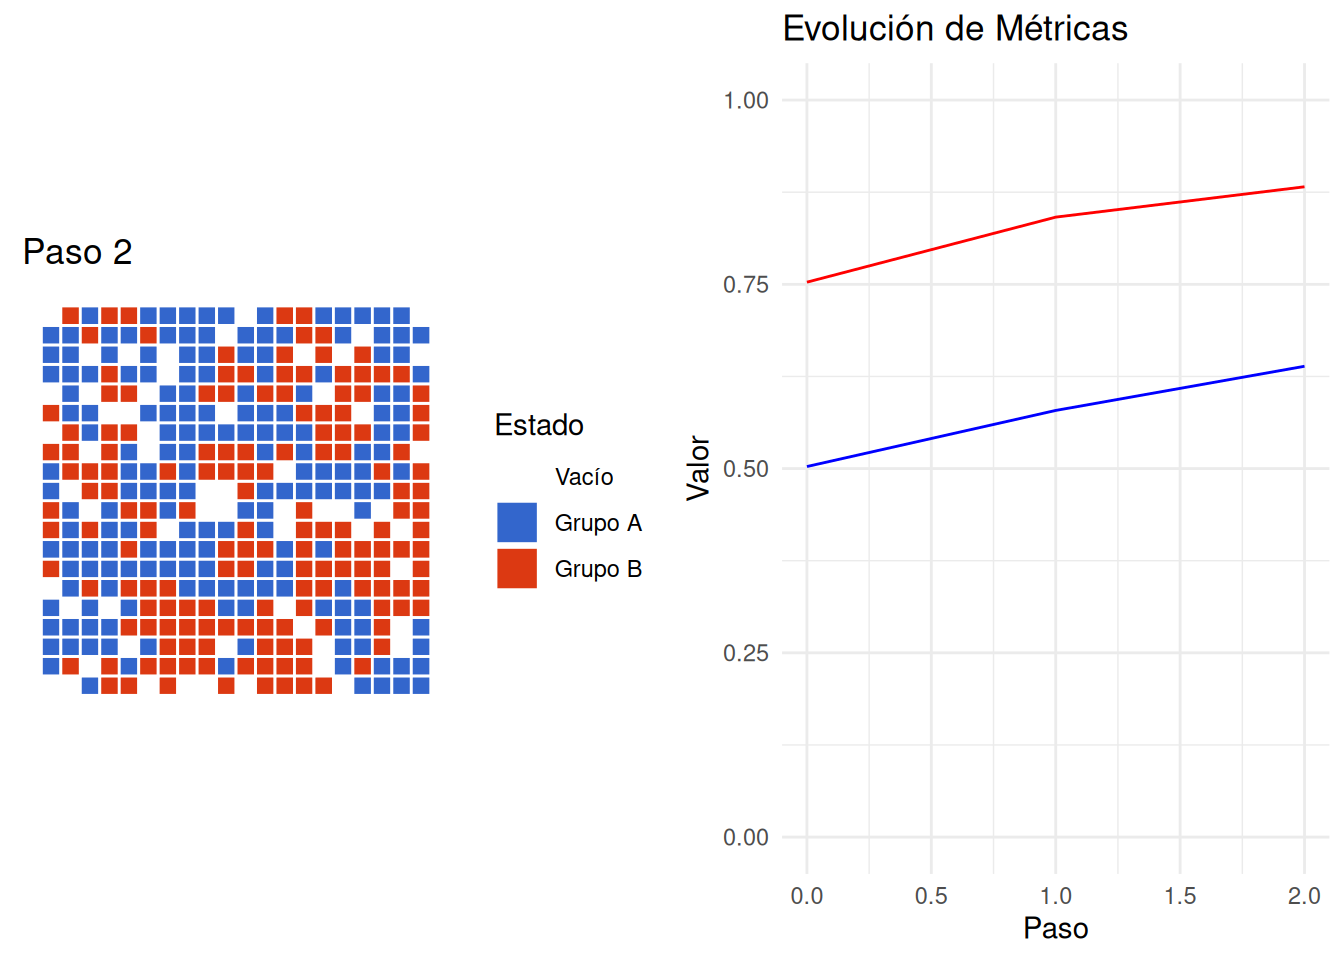 Paso 2
Estado
Vacío
Grupo A
Grupo B
Evolución de Métricas
Valor
1.00
0.75
0.50
0.25
0.00
0.0 0.5 1.0 1.5 2.0
Paso